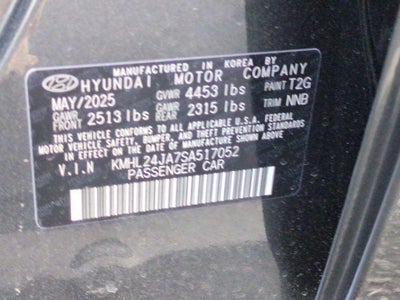 MANUFACTURED IN KOREA BY
HYUNDAI MOTOR COMPANY
MAY/2025 GVWR 4453 lbs PAINT T2G
GAWR FRONT 2513 lbs GAWR REAR 2315 lbs TRIM NNB
THIS VEHICLE CONFORMS TO ALL APPLICABLE U.S.A. FEDERAL
MOTOR VEHICLE SAFETY, BUMPER, AND THEFT PREVENTION STANDARDS
IN EFFECT ON THE DATE OF MANUFACTURE SHOWN ABOVE.
V.I.N KMHL24JA7SA517052
PASSENGER CAR